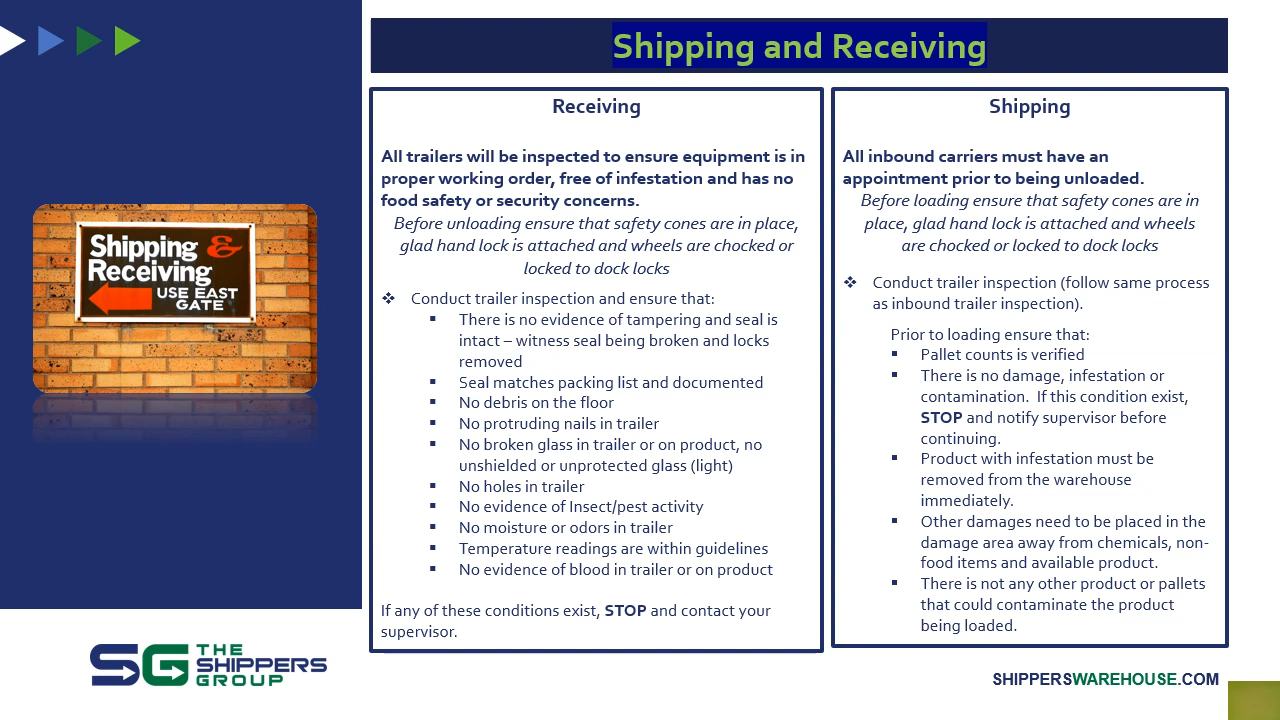 Shipping and Receiving
Shipping &
Receiving
USE EAST
GATE
Receiving
All trailers will be inspected to ensure equipment is in
proper working order, free of infestation and has no
food safety or security concerns.
Before unloading ensure that safety cones are in place,
glad hand lock is attached and wheels are chocked or
locked to dock locks
❖ Conduct trailer inspection and ensure that:
▪ There is no evidence of tampering and seal is
intact – witness seal being broken and locks
removed
▪ Seal matches packing list and documented
▪ No debris on the floor
▪ No protruding nails in trailer
▪ No broken glass in trailer or on product, no
unshielded or unprotected glass (light)
▪ No holes in trailer
▪ No evidence of Insect/pest activity
▪ No moisture or odors in trailer
▪ Temperature readings are within guidelines
▪ No evidence of blood in trailer or on product
If any of these conditions exist, STOP and contact your
supervisor.
Shipping
All inbound carriers must have an
appointment prior to being unloaded.
Before loading ensure that safety cones are in
place, glad hand lock is attached and wheels
are chocked or locked to dock locks
❖ Conduct trailer inspection (follow same process
as inbound trailer inspection).
Prior to loading ensure that:
▪ Pallet counts is verified
▪ There is no damage, infestation or
contamination.  If this condition exist,
STOP and notify supervisor before
continuing.
▪ Product with infestation must be
removed from the warehouse
immediately.
▪ Other damages need to be placed in the
damage area away from chemicals, non-
food items and available product.
▪ There is not any other product or pallets
that could contaminate the product
being loaded.
SG THE
SHIPPERS
GROUP
SHIPPERSWAREHOUSE.COM